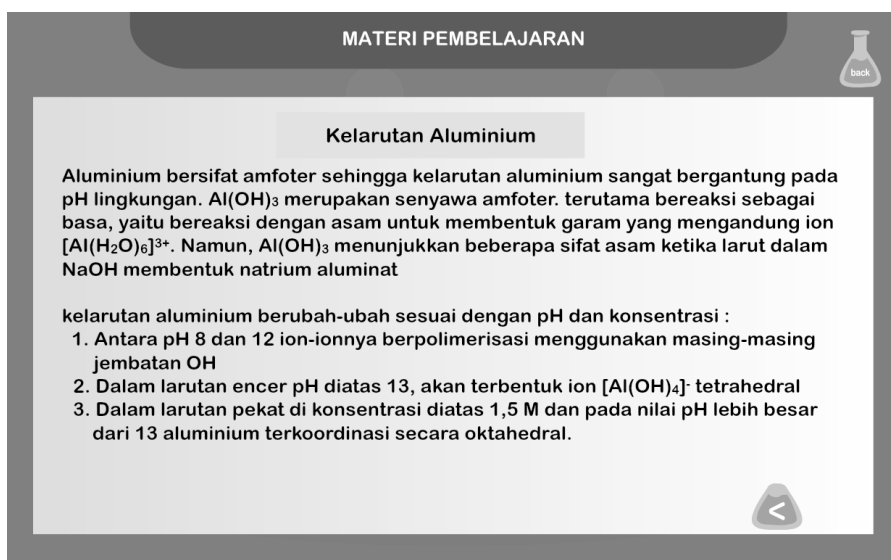 MATERI PEMBELAJARAN
back
Kelarutan Aluminium
Aluminium bersifat amfoter sehingga kelarutan aluminium sangat bergantung pada
pH lingkungan. Al(OH)₃ merupakan senyawa amfoter. terutama bereaksi sebagai
basa, yaitu bereaksi dengan asam untuk membentuk garam yang mengandung ion
[Al(H₂O)₆]³⁺. Namun, Al(OH)₃ menunjukkan beberapa sifat asam ketika larut dalam
NaOH membentuk natrium aluminat
kelarutan aluminium berubah-ubah sesuai dengan pH dan konsentrasi :
1. Antara pH 8 dan 12 ion-ionnya berpolimerisasi menggunakan masing-masing
jembatan OH
2. Dalam larutan encer pH diatas 13, akan terbentuk ion [Al(OH)₄]⁻ tetrahedral
3. Dalam larutan pekat di konsentrasi diatas 1,5 M dan pada nilai pH lebih besar
dari 13 aluminium terkoordinasi secara oktahedral.
<